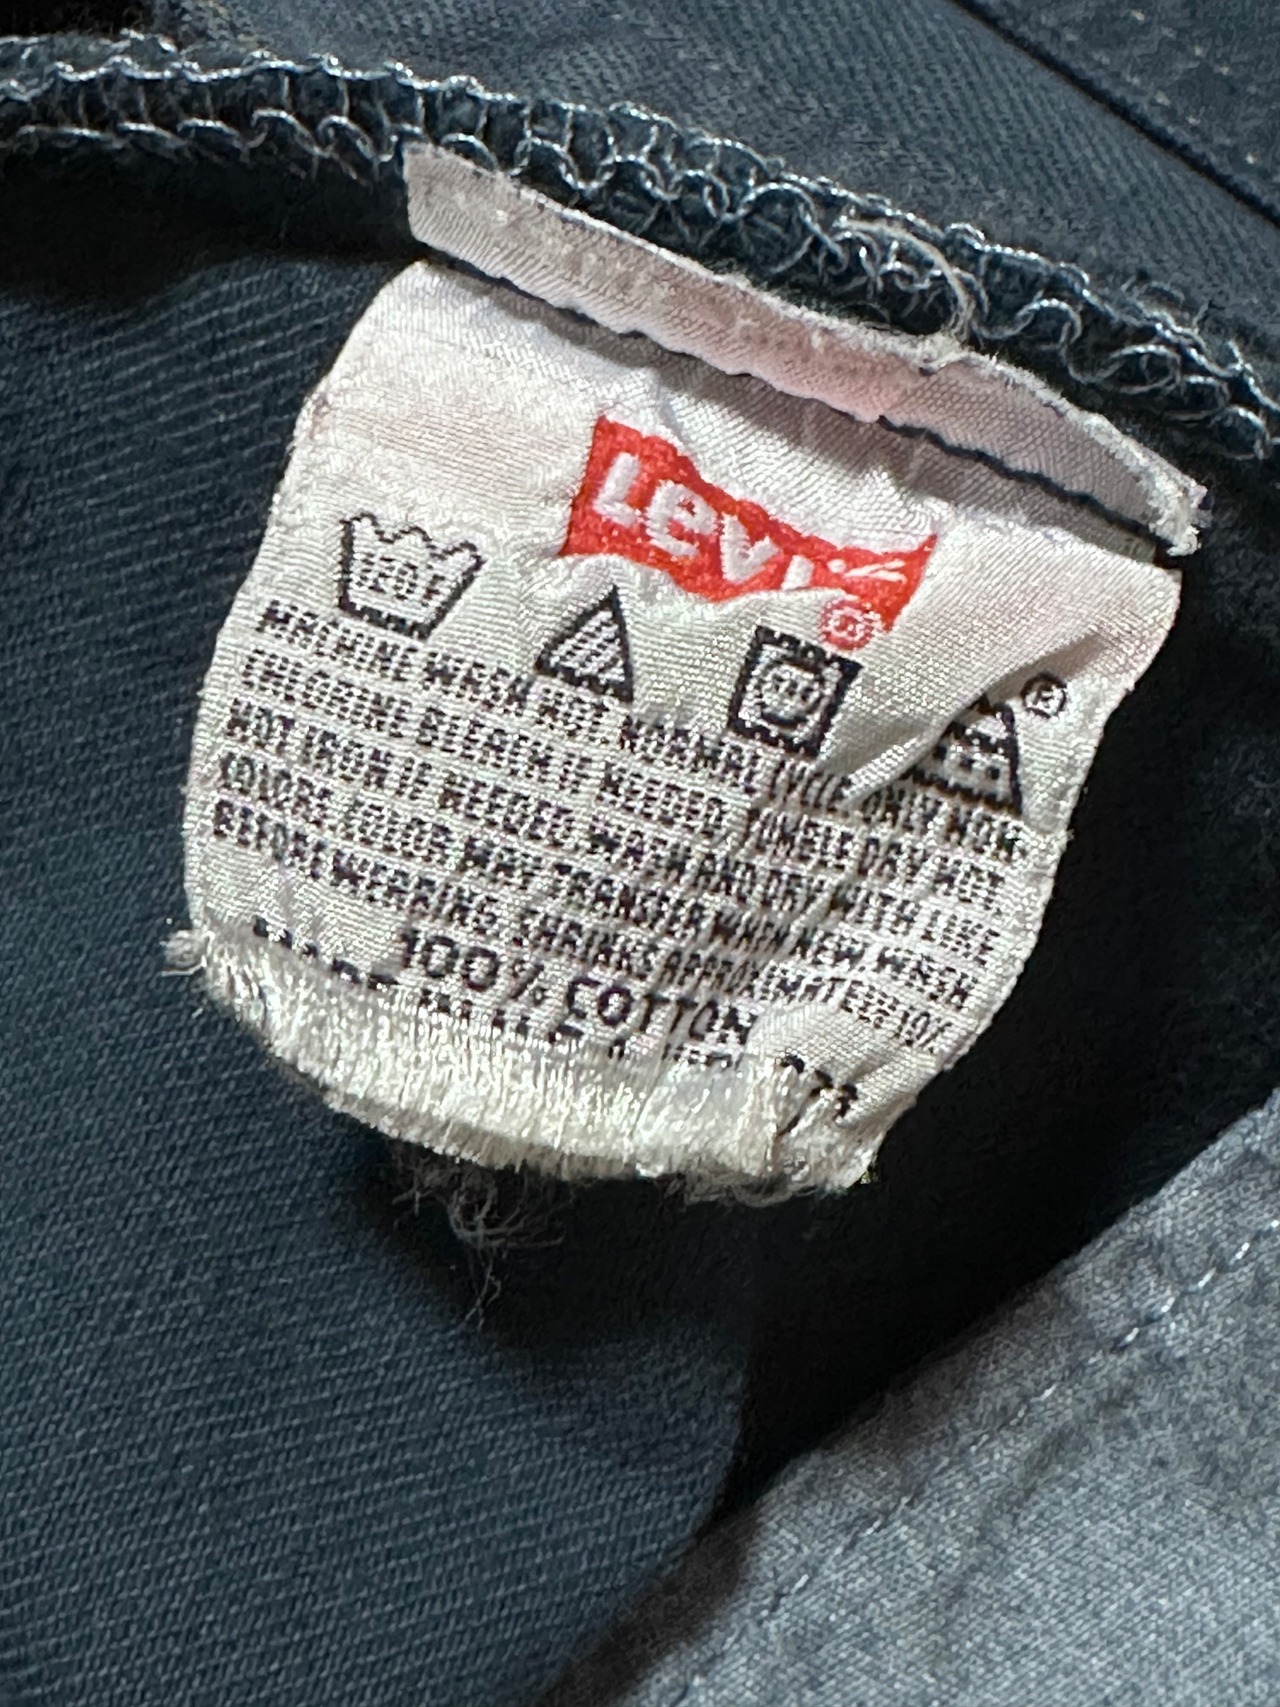 Levi's
®
120F
®
MACHINE WASH HOT. NORMAL CYCLE ONLY NON-
CHLORINE BLEACH IF NEEDED. TUMBLE DRY HOT.
HOT IRON IF NEEDED. WASH AND DRY WITH LIKE
COLORS. COLOR MAY TRANSFER WHEN NEW. WASH
BEFORE WEARING. SHRINKS APPROXIMATELY 10%
100% COTTON